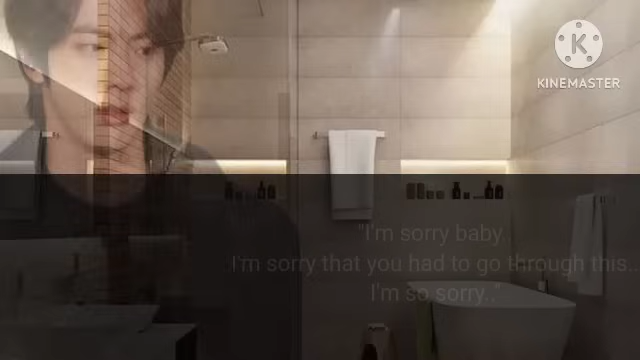 KINEMASTER
"I'm sorry baby.
I'm sorry that you had to go through this..
I'm so sorry.."